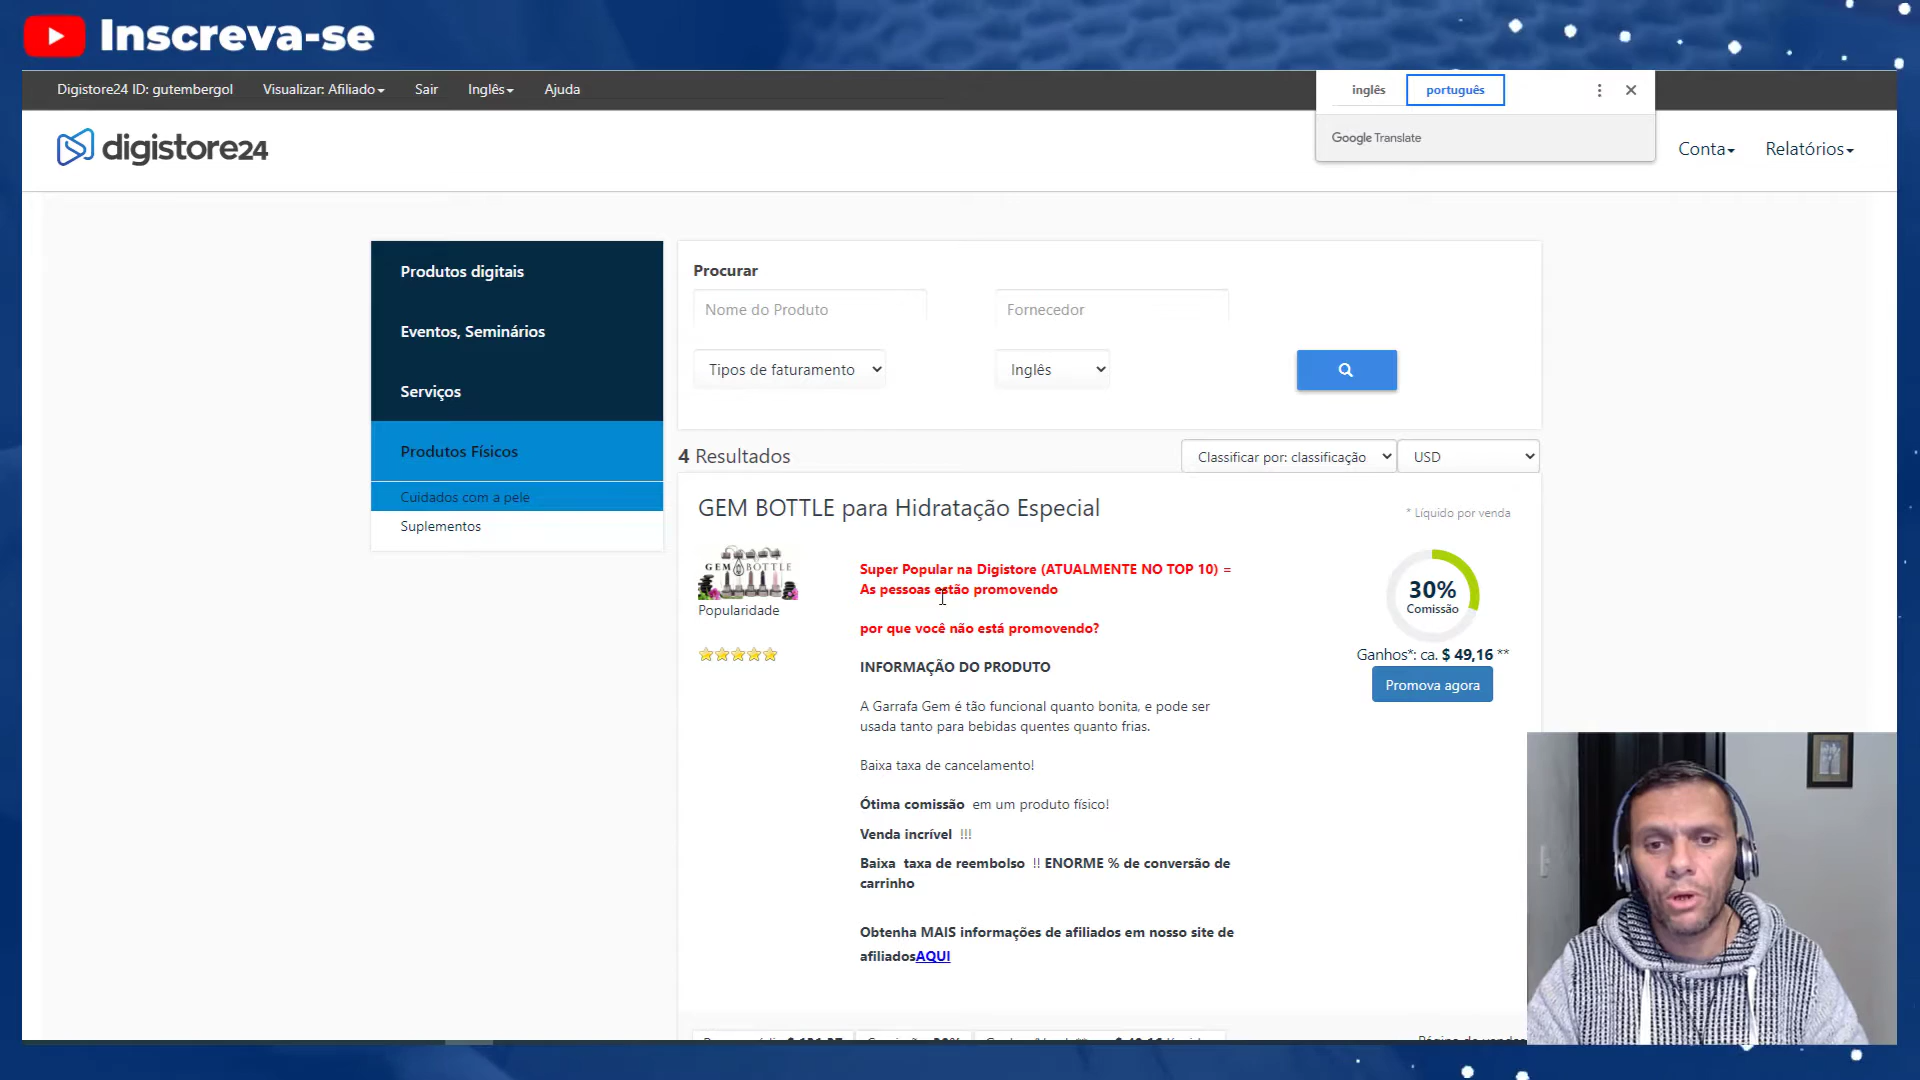 Inscreva-se
Digistore24 ID: gutembergol
Visualizar: Afiliado
Sair
Inglês
Ajuda
inglês
português
Google Translate
digistore24
Conta
Relatórios
Produtos digitais
Eventos, Seminários
Serviços
Produtos Físicos
Cuidados com a pele
Suplementos
Procurar
Nome do Produto
Fornecedor
Tipos de faturamento
Inglês
4 Resultados
Classificar por: classificação
USD
GEM BOTTLE para Hidratação Especial
* Líquido por venda
GEM BOTTLE
Popularidade
Super Popular na Digistore (ATUALMENTE NO TOP 10) =
As pessoas estão promovendo
por que você não está promovendo?
INFORMAÇÃO DO PRODUTO
A Garrafa Gem é tão funcional quanto bonita, e pode ser
usada tanto para bebidas quentes quanto frias.
Baixa taxa de cancelamento!
Ótima comissão em um produto físico!
Venda incrível !!!
Baixa taxa de reembolso !! ENORME % de conversão de
carrinho
Obtenha MAIS informações de afiliados em nosso site de
afiliadosAQUI
30%
Comissão
Ganhos*: ca. $ 49,16 **
Promova agora